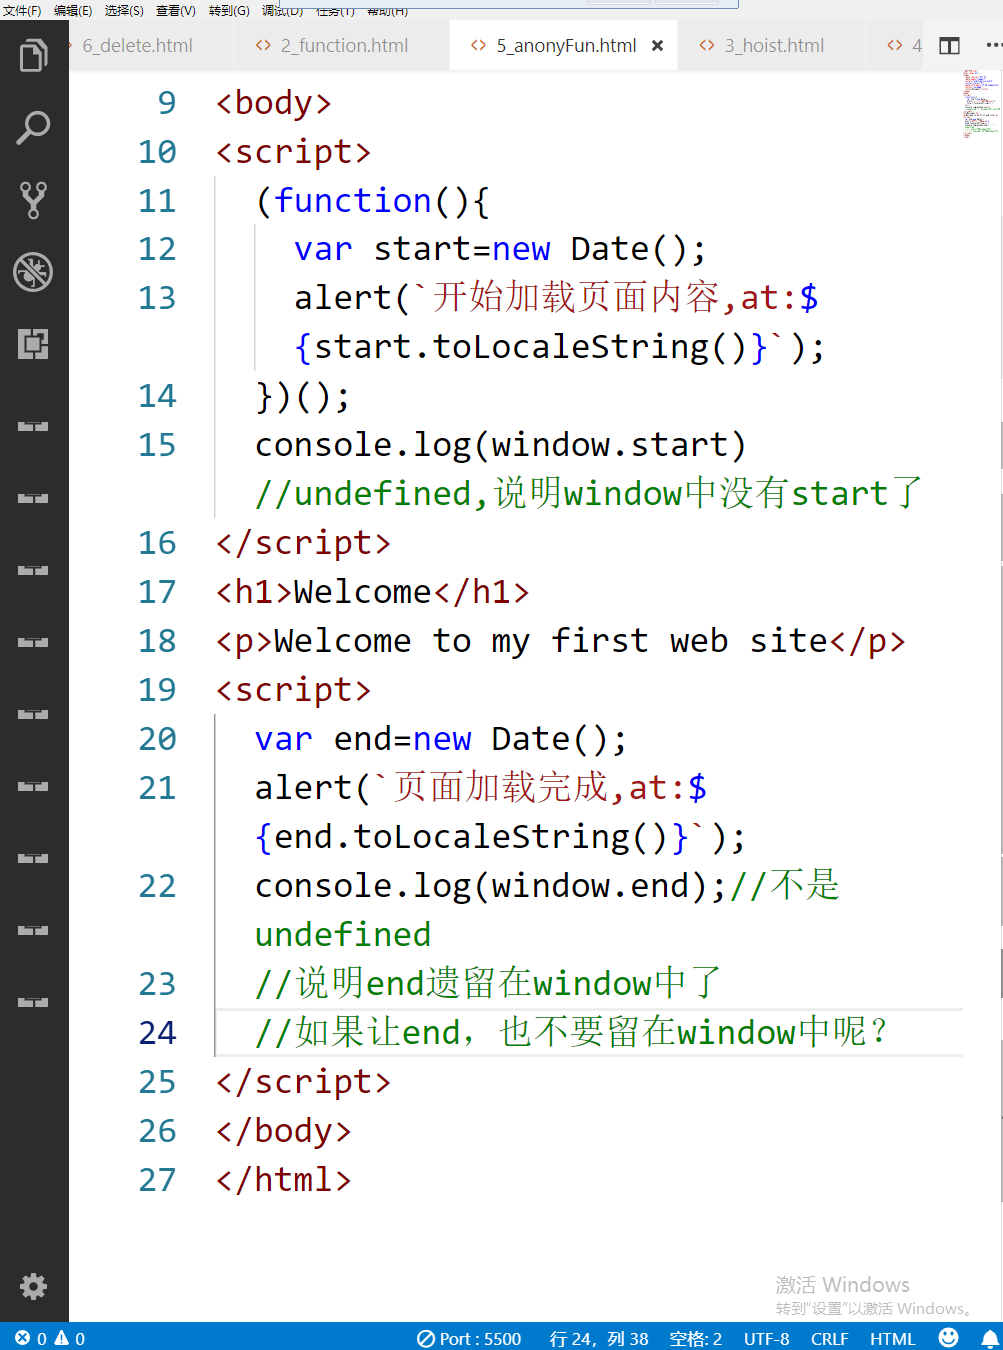 文件(F) 编辑(E) 选择(S) 查看(V) 转到(G) 调试(D) 任务(T) 帮助(H)
6_delete.html 2_function.html 5_anonyFun.html × 3_hoist.html 4
9 <body>
10 <script>
11 (function(){
12 var start=new Date();
13 alert(`开始加载页面内容,at:$
{start.toLocaleString()}`);
14 })();
15 console.log(window.start)
//undefined,说明window中没有start了
16 </script>
17 <h1>Welcome</h1>
18 <p>Welcome to my first web site</p>
19 <script>
20 var end=new Date();
21 alert(`页面加载完成,at:$
{end.toLocaleString()}`);
22 console.log(window.end);//不是
undefined
23 //说明end遗留在window中了
24 //如果让end，也不要留在window中呢？
25 </script>
26 </body>
27 </html>
激活 Windows
转到"设置"以激活 Windows。
0 0 Port : 5500 行 24，列 38 空格: 2 UTF-8 CRLF HTML